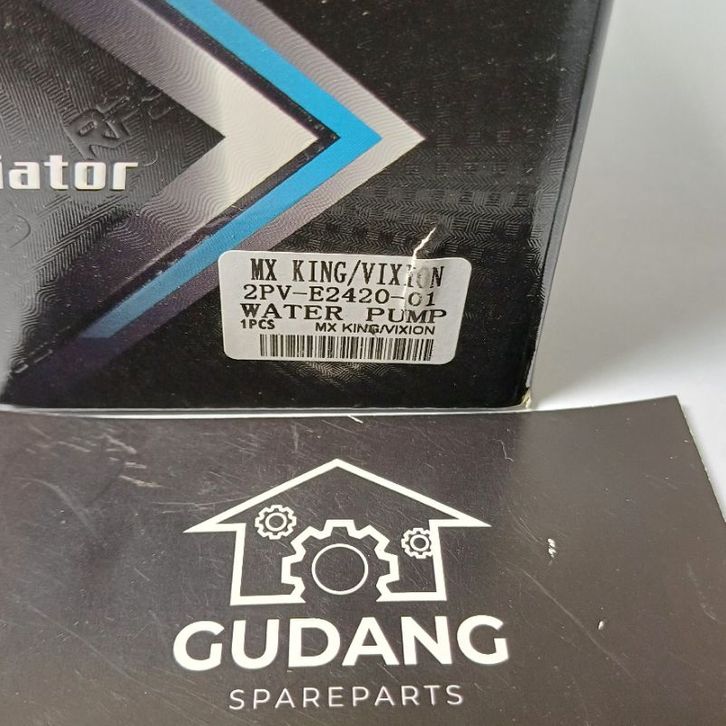 iator
MX KING/VIXION
2PV-E2420-01
WATER PUMP
1PCS MX KING/VIXION
GUDANG
SPAREPARTS